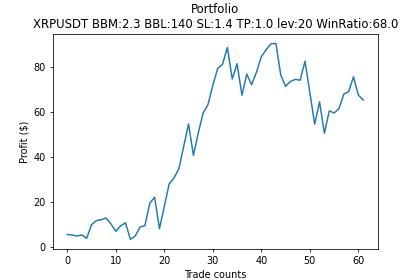 Portfolio
XRPUSDT BBM:2.3 BBL:140 SL:1.4 TP:1.0 lev:20 WinRatio:68.0
80
60
40
20
0
Profit ($)
0 10 20 30 40 50 60
Trade counts